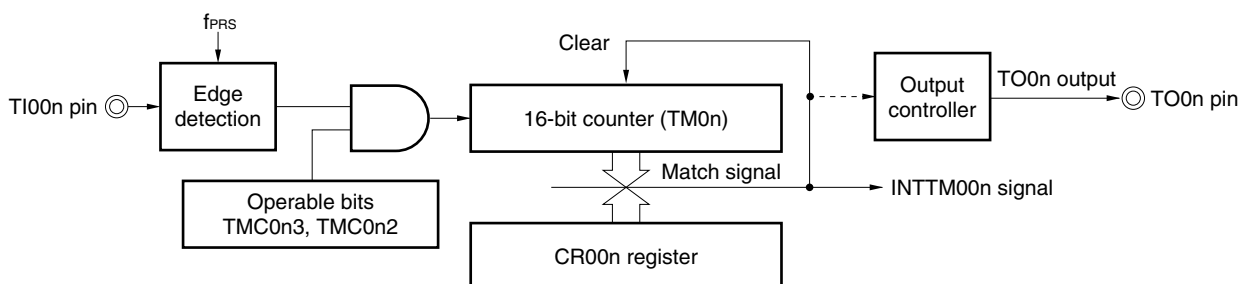 fPRS
Clear
TI00n pin
Edge
detection
16-bit counter (TM0n)
Output
controller
TO0n output
TO0n pin
Operable bits
TMC0n3, TMC0n2
Match signal
INTTM00n signal
CR00n register